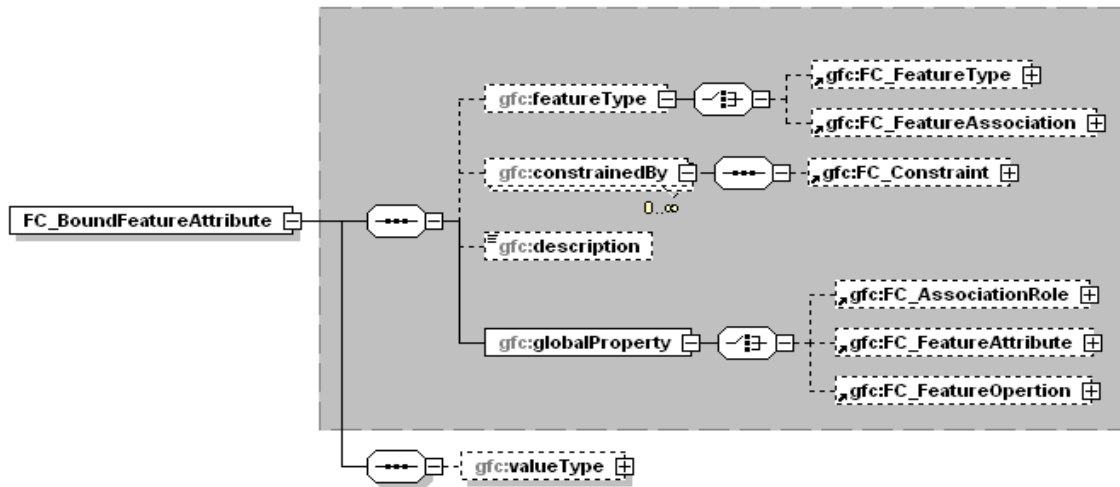 gfc:FC_FeatureType
gfc:featureType
gfc:FC_FeatureAssociation
gfc:constrainedBy
gfc:FC_Constraint
0..∞
FC_BoundFeatureAttribute
gfc:description
gfc:FC_AssociationRole
gfc:globalProperty
gfc:FC_FeatureAttribute
gfc:FC_FeatureOpertion
gfc:valueType